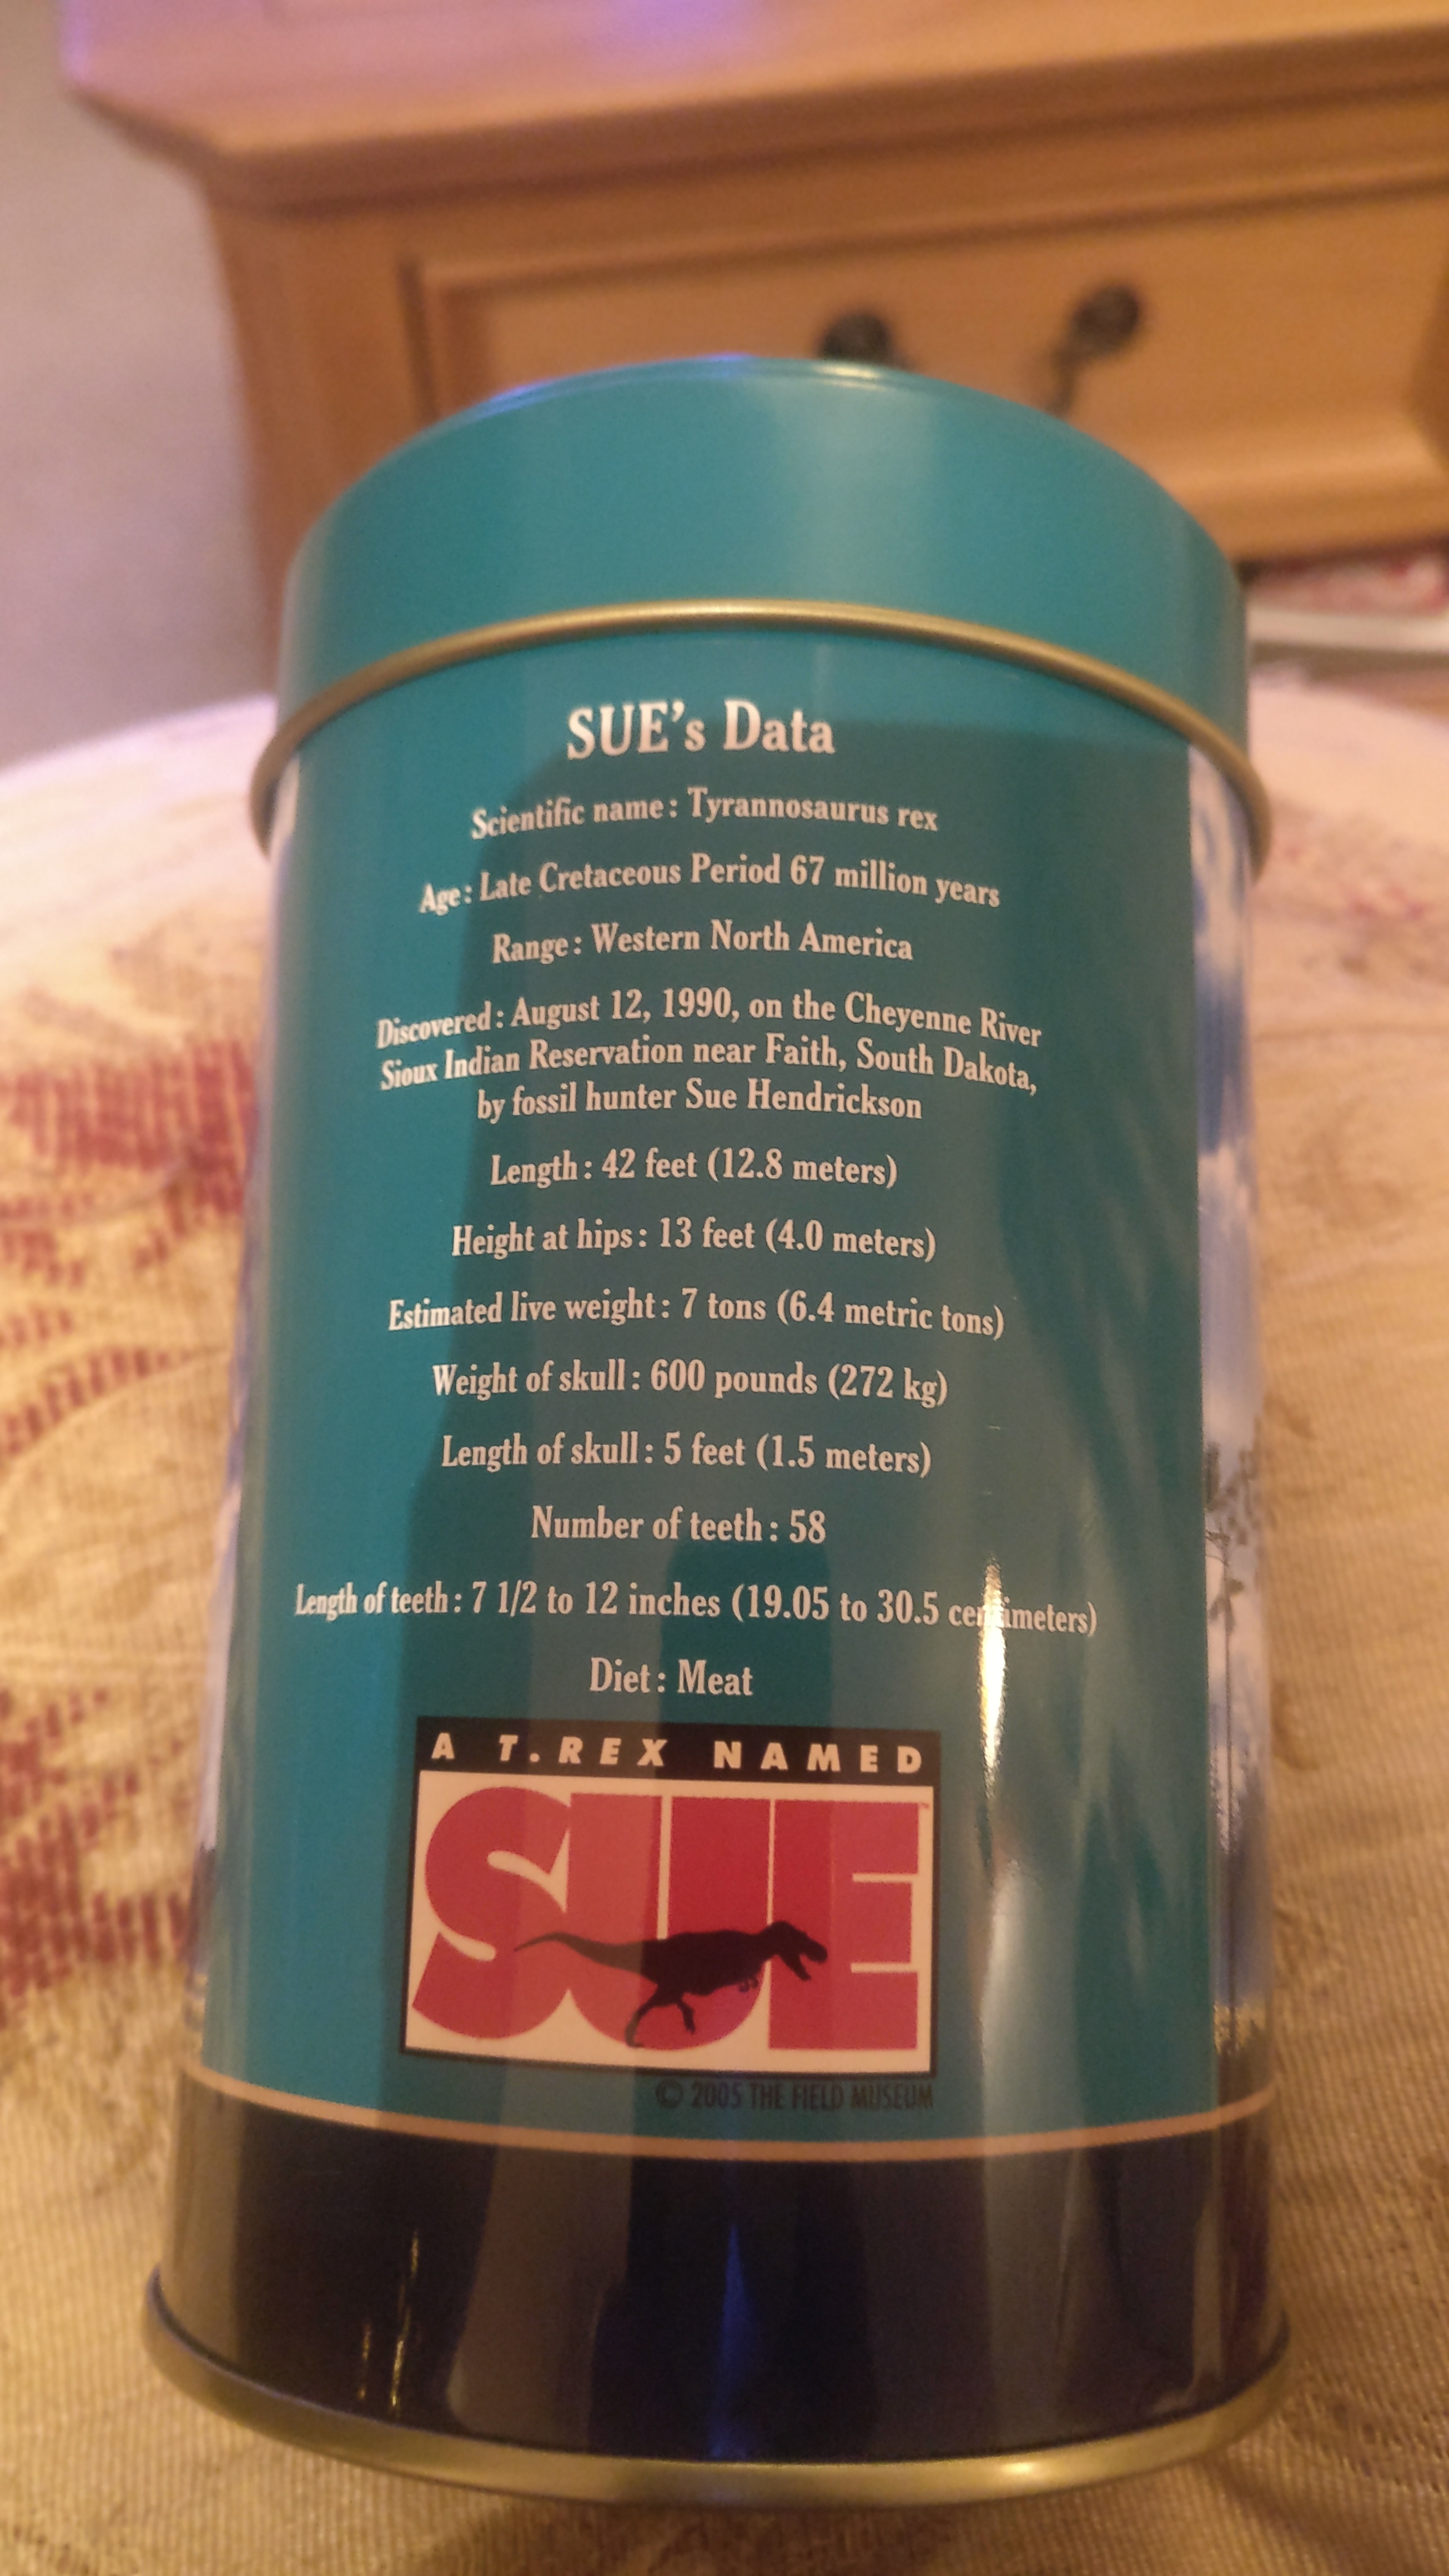 SUE's Data
Scientific name: Tyrannosaurus rex
Age: Late Cretaceous Period 67 million years
Range: Western North America
Discovered: August 12, 1990, on the Cheyenne River
Sioux Indian Reservation near Faith, South Dakota,
by fossil hunter Sue Hendrickson
Length: 42 feet (12.8 meters)
Height at hips: 13 feet (4.0 meters)
Estimated live weight: 7 tons (6.4 metric tons)
Weight of skull: 600 pounds (272 kg)
Length of skull: 5 feet (1.5 meters)
Number of teeth: 58
Length of teeth: 7 1/2 to 12 inches (19.05 to 30.5 centimeters)
Diet: Meat
A T.REX NAMED
SUE
© 2005 THE FIELD MUSEUM